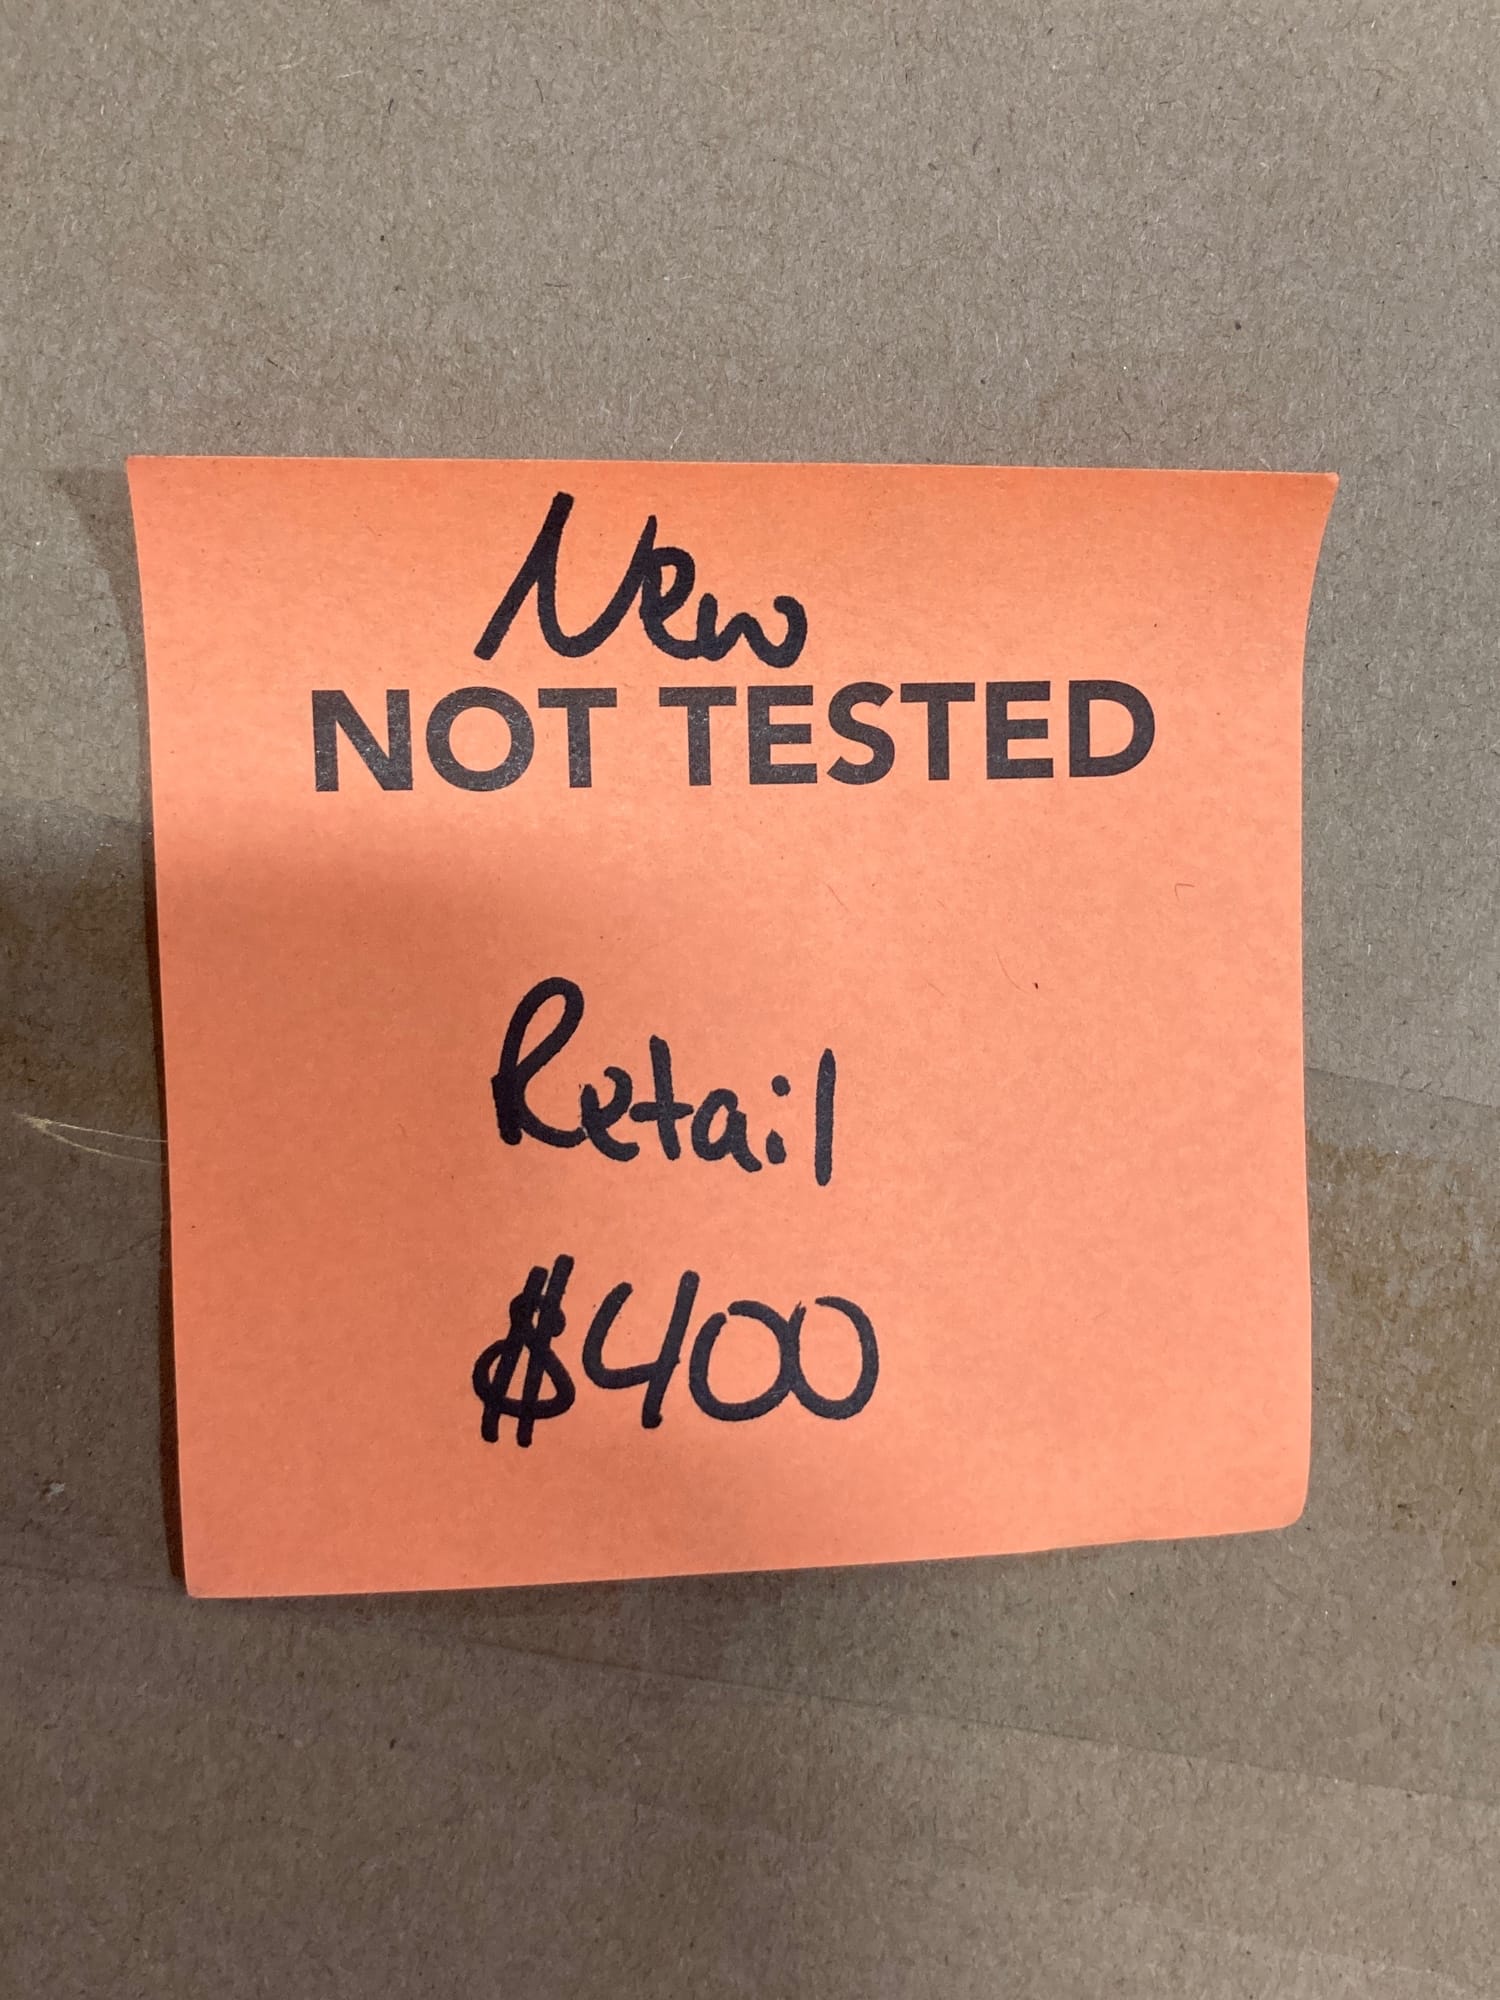 New
NOT TESTED
Retail
$400